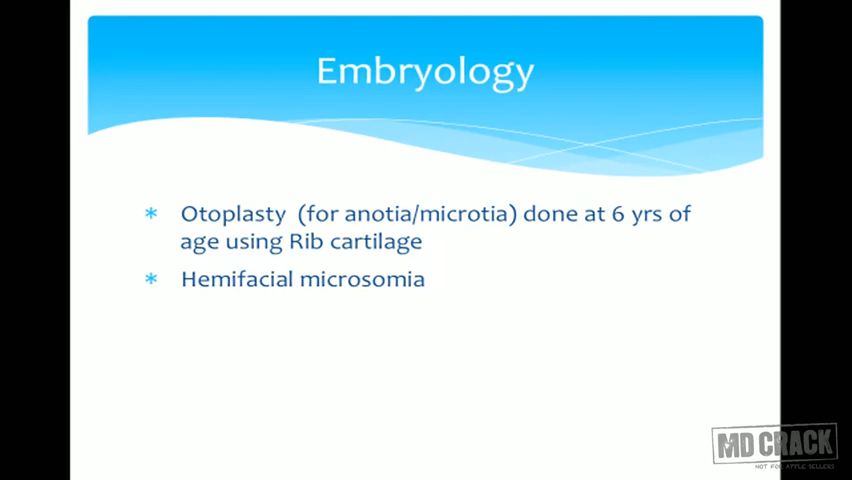 Embryology
* Otoplasty (for anotia/microtia) done at 6 yrs of
age using Rib cartilage
* Hemifacial microsomia
MD CRACK
NOT FOR APPLE SELLERS